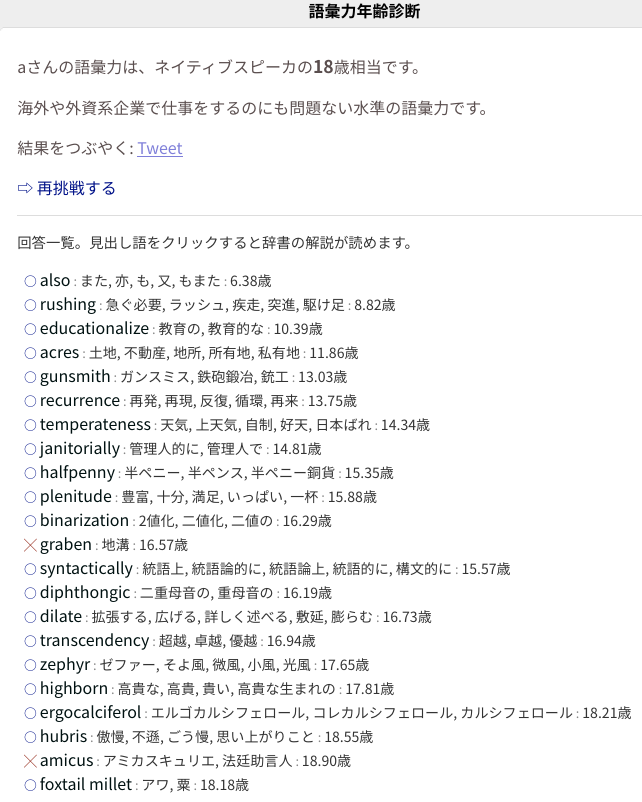 語彙力年齢診断
aさんの語彙力は、ネイティブスピーカの18歳相当です。
海外や外資系企業で仕事をするのにも問題ない水準の語彙力です。
結果をつぶやく: Tweet
⇨ 再挑戦する
回答一覧。見出し語をクリックすると辞書の解説が読めます。
○ also : また, 亦, も, 又, もまた : 6.38歳
○ rushing : 急ぐ必要, ラッシュ, 疾走, 突進, 駆け足 : 8.82歳
○ educationalize : 教育の, 教育的な : 10.39歳
○ acres : 土地, 不動産, 地所, 所有地, 私有地 : 11.86歳
○ gunsmith : ガンスミス, 鉄砲鍛冶, 銃工 : 13.03歳
○ recurrence : 再発, 再現, 反復, 循環, 再来 : 13.75歳
○ temperateness : 天気, 上天気, 自制, 好天, 日本ばれ : 14.34歳
○ janitorially : 管理人的に, 管理人で : 14.81歳
○ halfpenny : 半ペニー, 半ペンス, 半ペニー銅貨 : 15.35歳
○ plenitude : 豊富, 十分, 満足, いっぱい, 一杯 : 15.88歳
○ binarization : 2値化, 二値化, 二値の : 16.29歳
× graben : 地溝 : 16.57歳
○ syntactically : 統語上, 統語論的に, 統語論上, 統語的に, 構文的に : 15.57歳
○ diphthongic : 二重母音の, 重母音の : 16.19歳
○ dilate : 拡張する, 広げる, 詳しく述べる, 敷延, 膨らむ : 16.73歳
○ transcendency : 超越, 卓越, 優越 : 16.94歳
○ zephyr : ゼファー, そよ風, 微風, 小風, 光風 : 17.65歳
○ highborn : 高貴な, 高貴, 貴い, 高貴な生まれの : 17.81歳
○ ergocalciferol : エルゴカルシフェロール, コレカルシフェロール, カルシフェロール : 18.21歳
○ hubris : 傲慢, 不遜, ごう慢, 思い上がりこと : 18.55歳
× amicus : アミカスキュリエ, 法廷助言人 : 18.90歳
○ foxtail millet : アワ, 粟 : 18.18歳